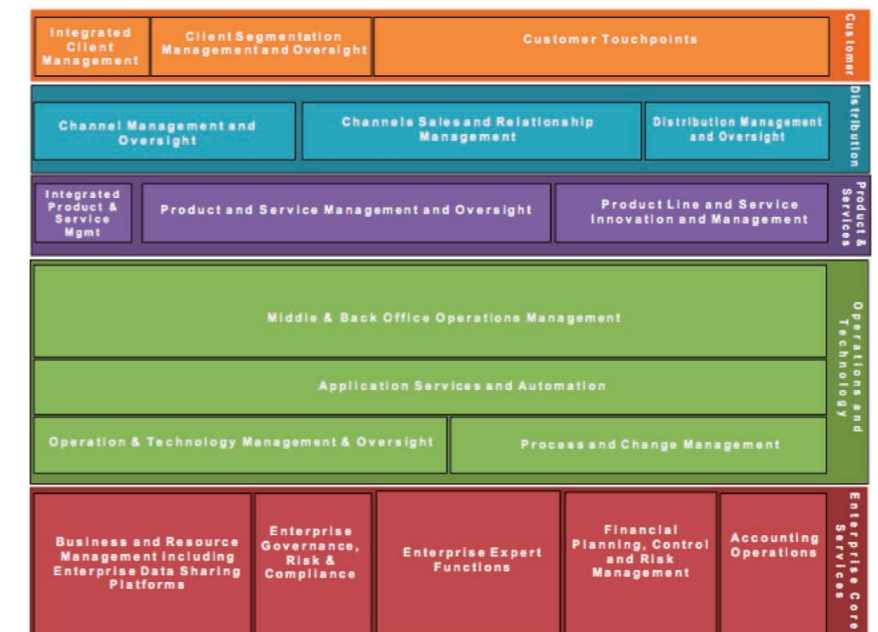 Integrated
Client
Management
Client Segmentation
Management and Oversight
Customer Touchpoints
Customer
Channel Management and
Oversight
Channels Sales and Relationship
Management
Distribution Management
and Oversight
Distribution
Integrated
Product &
Service
Mgmt
Product and Service Management and Oversight
Product Line and Service
Innovation and Management
Product &
Services
Middle & Back Office Operations Management
Application Services and Automation
Operation & Technology Management & Oversight
Process and Change Management
Operations and
Technology
Business and Resource
Management Including
Enterprise Data Sharing
Platforms
Enterprise
Governance,
Risk &
Compliance
Enterprise Expert
Functions
Financial
Planning, Control
and Risk
Management
Accounting
Operations
Enterprise Core
Services